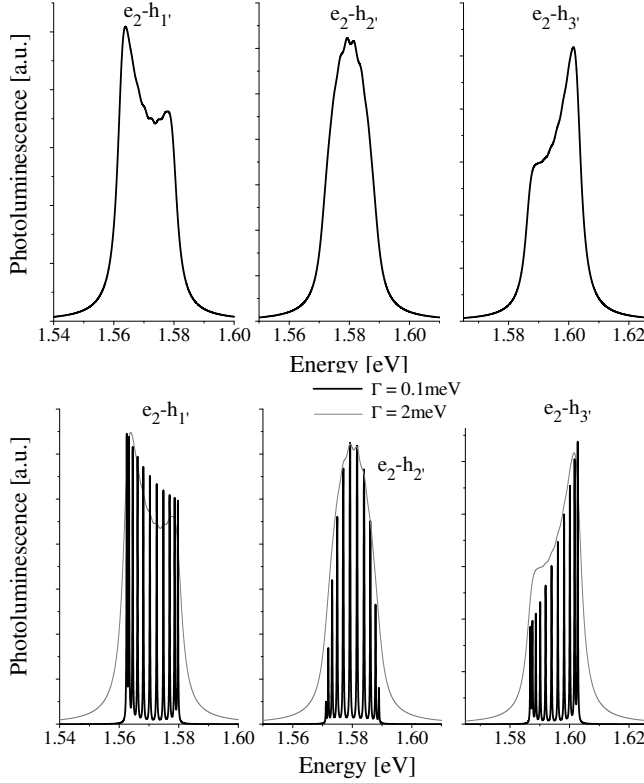 e2-h1'
e2-h2'
e2-h3'
Photoluminescence [a.u.]
1.54 1.56 1.58 1.60
1.56 1.58 1.60
1.58 1.60 1.62
Energy [eV]
Γ = 0.1meV
Γ = 2meV
e2-h1'
e2-h2'
e2-h3'
Photoluminescence [a.u.]
1.54 1.56 1.58 1.60
1.56 1.58 1.60
1.58 1.60 1.62
Energy [eV]